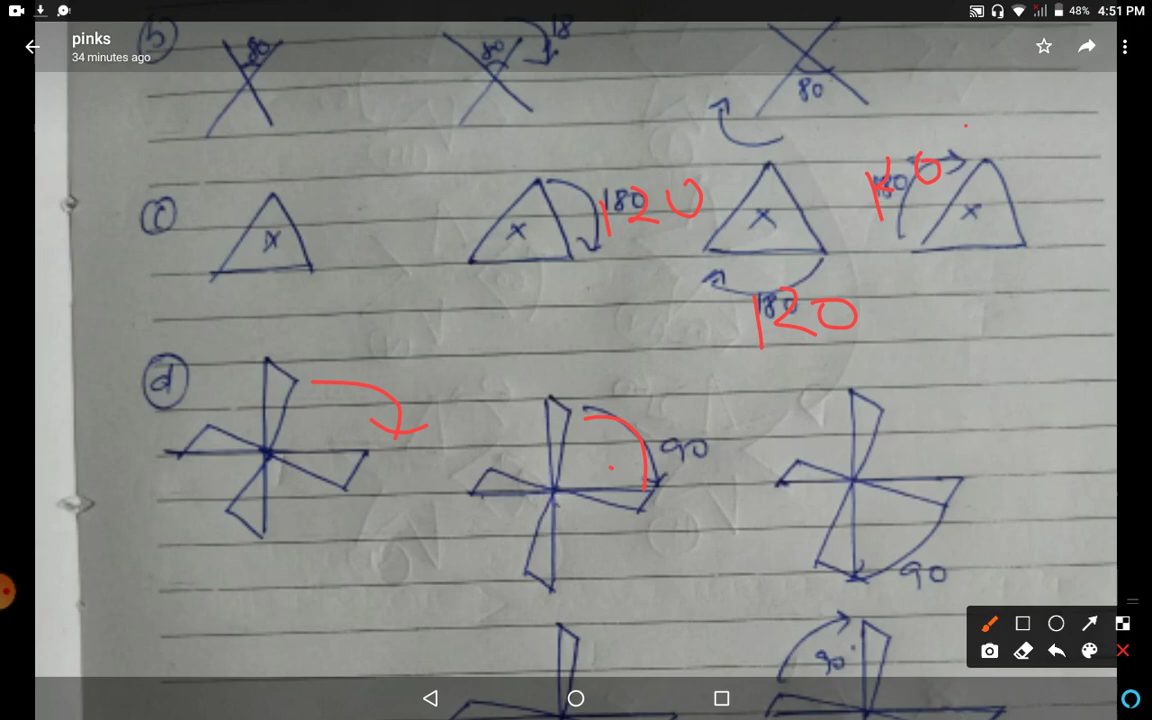 48% 4:51 PM
pinks
34 minutes ago
b
80
80
18
80
c
x
x
180
120
x
180
120
180
x
d
90
90
90°